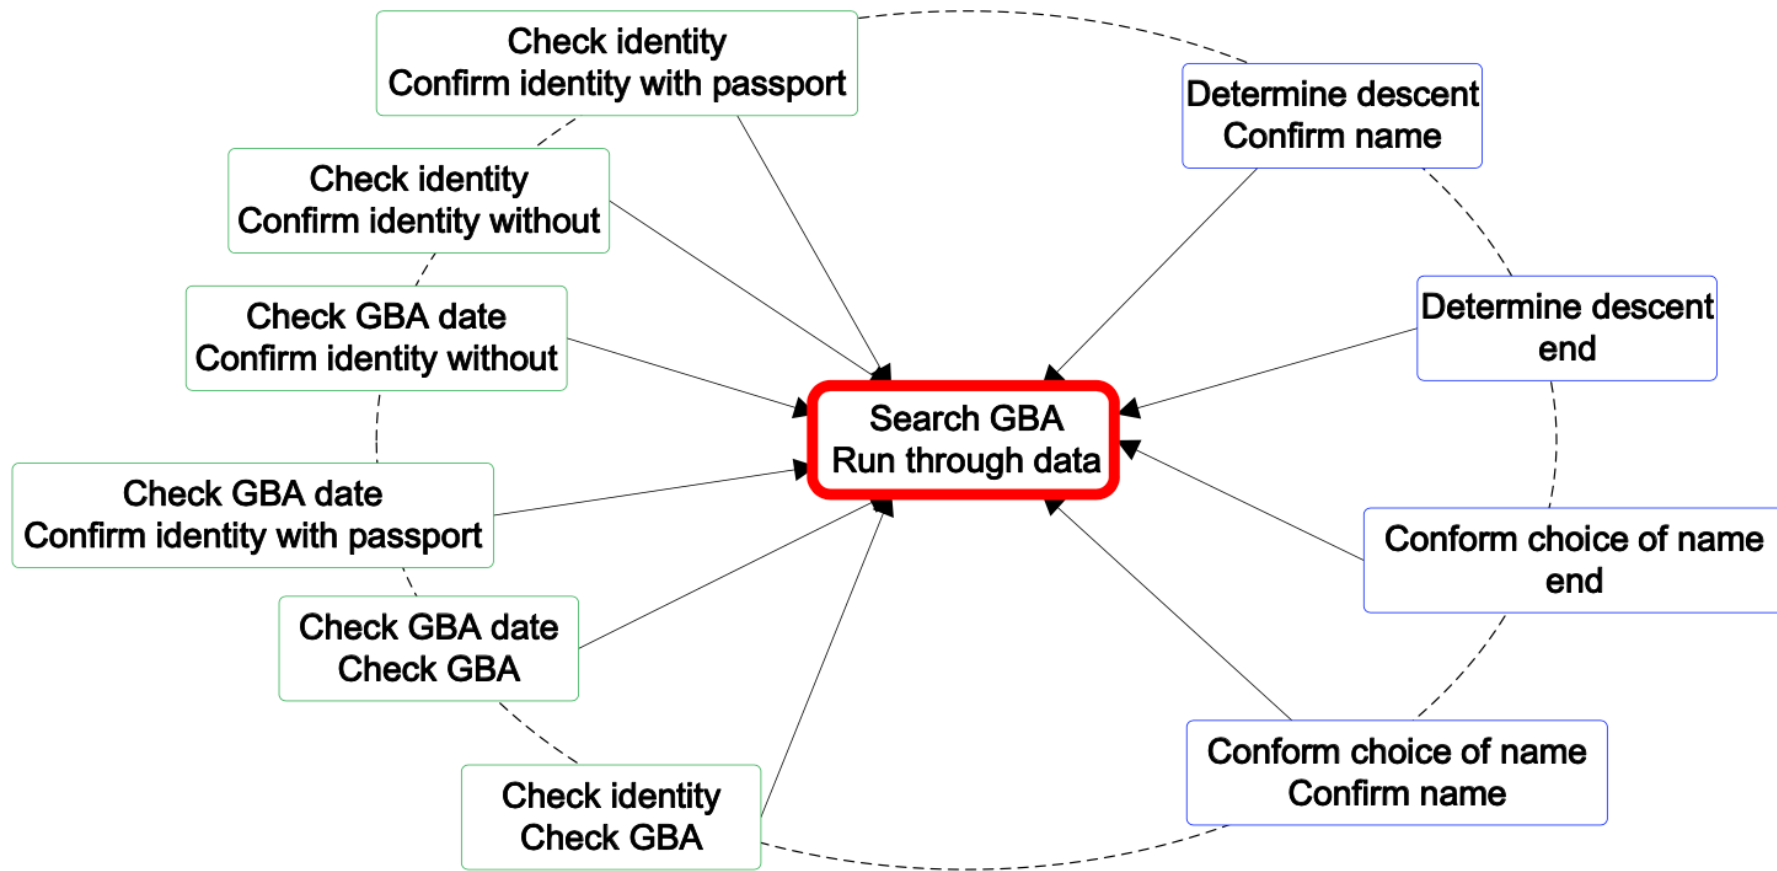 Check identity
Confirm identity with passport
Determine descent
Confirm name
Check identity
Confirm identity without
Check GBA date
Confirm identity without
Determine descent
end
Search GBA
Run through data
Check GBA date
Confirm identity with passport
Conform choice of name
end
Check GBA date
Check GBA
Conform choice of name
Confirm name
Check identity
Check GBA